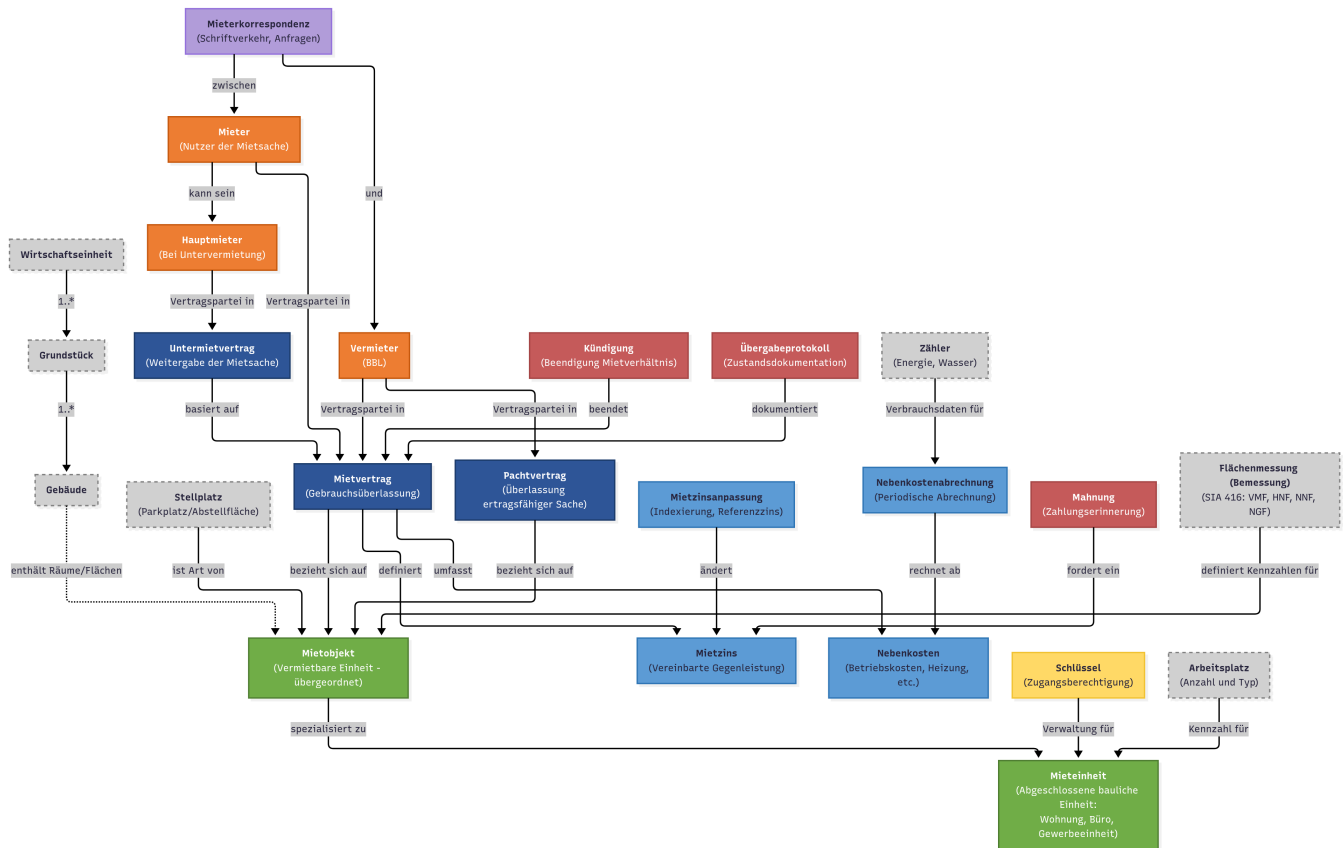 Mieterkorrespondenz
(Schriftverkehr, Anfragen)
zwischen
Mieter
(Nutzer der Mietsache)
kann sein
und
Hauptmieter
(Bei Untervermietung)
Wirtschaftseinheit
1..*
Vertragspartei in
Vertragspartei in
Grundstück
Untermietvertrag
(Weitergabe der Mietsache)
Vermieter
(BBL)
Kündigung
(Beendigung Mietverhältnis)
Übergabeprotokoll
(Zustandsdokumentation)
Zähler
(Energie, Wasser)
1..*
basiert auf
Vertragspartei in
Vertragspartei in
beendet
dokumentiert
Verbrauchsdaten für
Gebäude
Stellplatz
(Parkplatz/Abstellfläche)
Mietvertrag
(Gebrauchsüberlassung)
Pachtvertrag
(Überlassung
ertragsfähiger Sache)
Mietzinsanpassung
(Indexierung, Referenzzins)
Nebenkostenabrechnung
(Periodische Abrechnung)
Mahnung
(Zahlungserinnerung)
Flächenmessung
(Bemessung)
(SIA 416: VMF, HNF, NNF,
NGF)
enthält Räume/Flächen
ist Art von
bezieht sich auf
definiert
umfasst
bezieht sich auf
ändert
rechnet ab
fordert ein
definiert Kennzahlen für
Mietobjekt
(Vermietbare Einheit -
übergeordnet)
Mietzins
(Vereinbarte Gegenleistung)
Nebenkosten
(Betriebskosten, Heizung,
etc.)
Schlüssel
(Zugangsberechtigung)
Arbeitsplatz
(Anzahl und Typ)
spezialisiert zu
Verwaltung für
Kennzahl für
Mieteinheit
(Abgeschlossene bauliche
Einheit:
Wohnung, Büro,
Gewerbeeinheit)